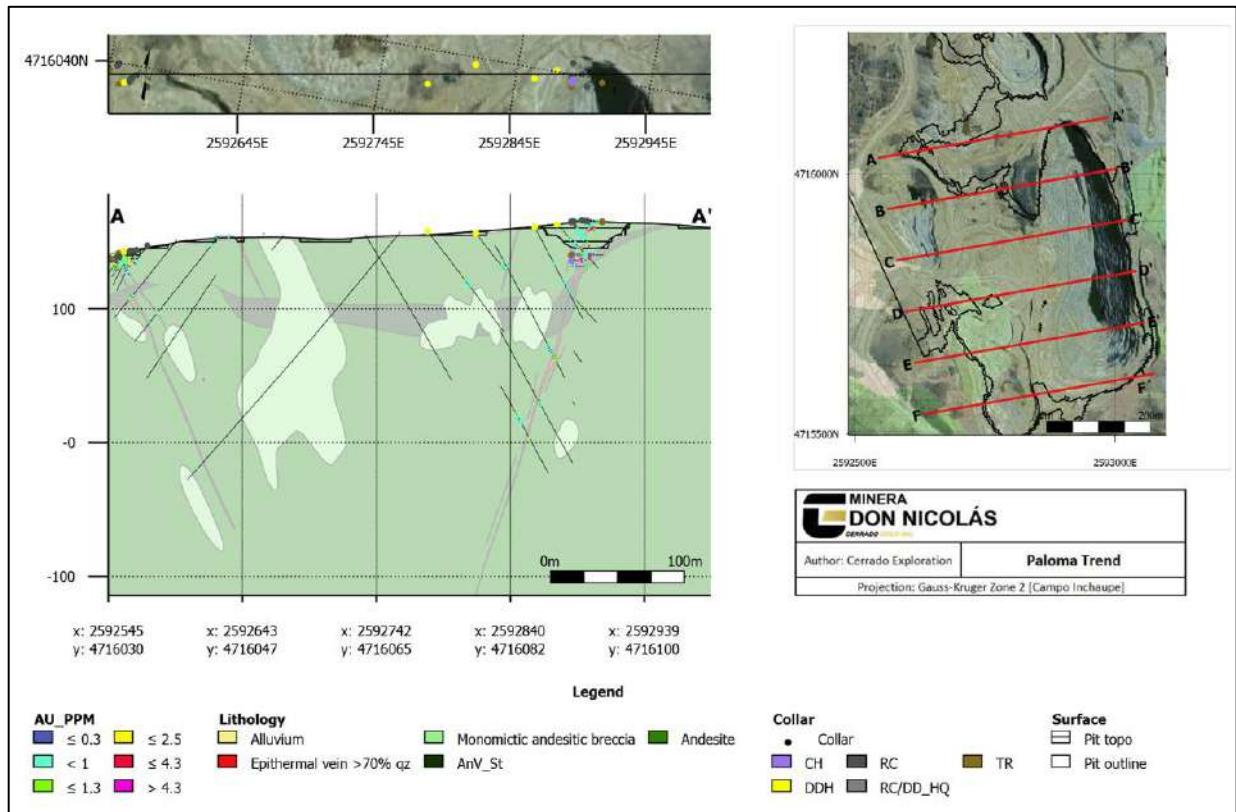 4716040N
2592645E
2592745E
2592845E
2592945E
A
A'
100
-0
-100
0m
100m
x: 2592545
y: 4716030
x: 2592643
y: 4716047
x: 2592742
y: 4716065
x: 2592840
y: 4716082
x: 2592939
y: 4716100
A
A'
B
B'
C
C'
D
D'
E
E'
F
F'
4716000N
4715500N
200m
2592500E
2593000E
MINERA
DON NICOLÁS
CERRADO GOLD INC
Author: Cerrado Exploration
Paloma Trend
Projection: Gauss-Kruger Zone 2 [Campo Inchaupe]
Legend
AU_PPM
≤ 0.3
≤ 2.5
< 1
≤ 4.3
≤ 1.3
> 4.3
Lithology
Alluvium
Monomictic andesitic breccia
Andesite
Epithermal vein >70% qz
AnV_St
Collar
Collar
CH
RC
TR
DDH
RC/DD_HQ
Surface
Pit topo
Pit outline